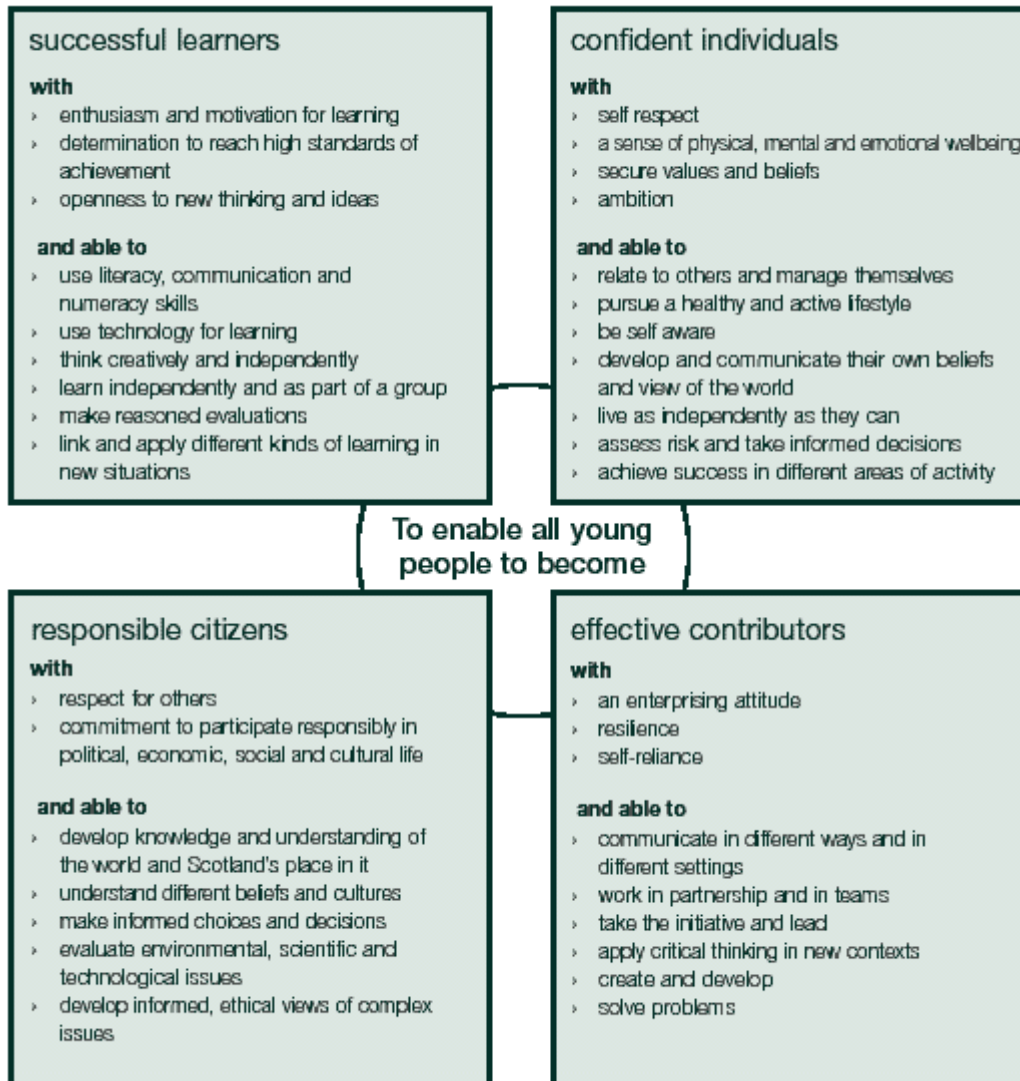 successful learners
with
› enthusiasm and motivation for learning
› determination to reach high standards of
achievement
› openness to new thinking and ideas
and able to
› use literacy, communication and
numeracy skills
› use technology for learning
› think creatively and independently
› learn independently and as part of a group
› make reasoned evaluations
› link and apply different kinds of learning in
new situations
confident individuals
with
› self respect
› a sense of physical, mental and emotional wellbeing
› secure values and beliefs
› ambition
and able to
› relate to others and manage themselves
› pursue a healthy and active lifestyle
› be self aware
› develop and communicate their own beliefs
and view of the world
› live as independently as they can
› assess risk and take informed decisions
› achieve success in different areas of activity
To enable all young
people to become
responsible citizens
with
› respect for others
› commitment to participate responsibly in
political, economic, social and cultural life
and able to
› develop knowledge and understanding of
the world and Scotland's place in it
› understand different beliefs and cultures
› make informed choices and decisions
› evaluate environmental, scientific and
technological issues
› develop informed, ethical views of complex
issues
effective contributors
with
› an enterprising attitude
› resilience
› self-reliance
and able to
› communicate in different ways and in
different settings
› work in partnership and in teams
› take the initiative and lead
› apply critical thinking in new contexts
› create and develop
› solve problems